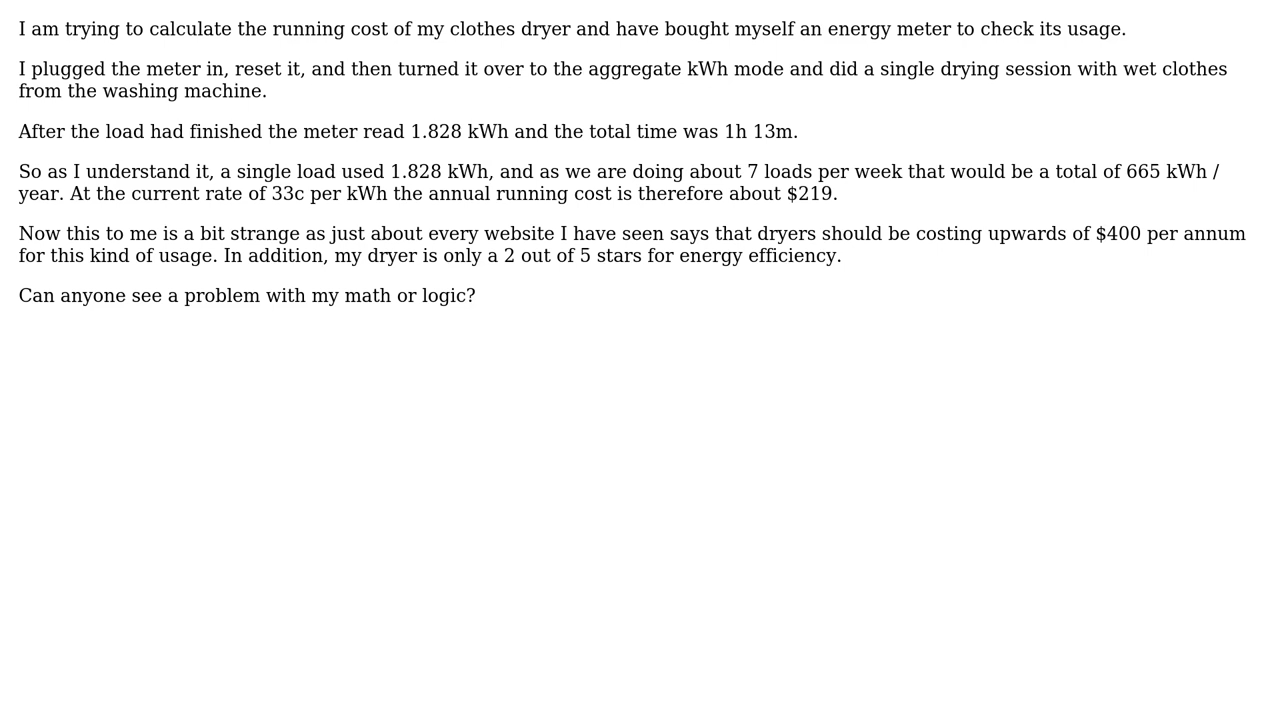 I am trying to calculate the running cost of my clothes dryer and have bought myself an energy meter to check its usage.
I plugged the meter in, reset it, and then turned it over to the aggregate kWh mode and did a single drying session with wet clothes
from the washing machine.
After the load had finished the meter read 1.828 kWh and the total time was 1h 13m.
So as I understand it, a single load used 1.828 kWh, and as we are doing about 7 loads per week that would be a total of 665 kWh /
year. At the current rate of 33c per kWh the annual running cost is therefore about $219.
Now this to me is a bit strange as just about every website I have seen says that dryers should be costing upwards of $400 per annum
for this kind of usage. In addition, my dryer is only a 2 out of 5 stars for energy efficiency.
Can anyone see a problem with my math or logic?